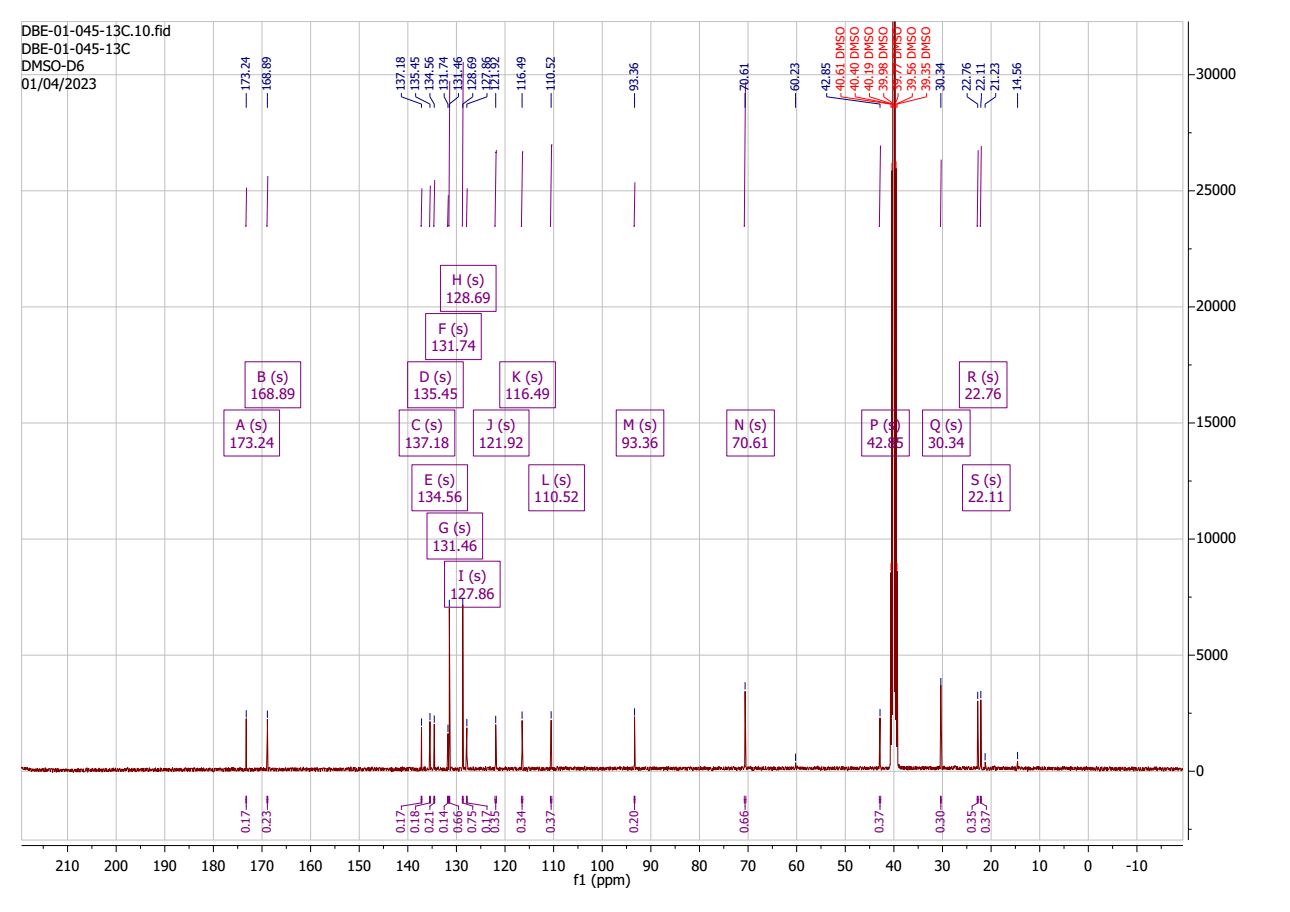 DBE-01-045-13C.10.fid
DBE-01-045-13C
DMSO-D6
01/04/2023
173.24
168.89
137.18
135.45
134.56
131.74
131.46
128.69
127.86
121.92
116.49
110.52
93.36
70.61
60.23
42.85
40.61 DMSO
40.40 DMSO
40.19 DMSO
39.98 DMSO
39.77 DMSO
39.56 DMSO
39.35 DMSO
30.34
22.76
22.11
21.23
14.56
H (s)
128.69
F (s)
131.74
B (s)
168.89
D (s)
135.45
K (s)
116.49
R (s)
22.76
A (s)
173.24
C (s)
137.18
J (s)
121.92
M (s)
93.36
N (s)
70.61
P (s)
42.85
Q (s)
30.34
E (s)
134.56
L (s)
110.52
S (s)
22.11
G (s)
131.46
I (s)
127.86
30000
25000
20000
15000
10000
5000
0
0.17
0.23
0.17
0.18
0.21
0.14
0.66
0.75
0.17
0.35
0.34
0.37
0.20
0.66
0.37
0.30
0.35
0.37
210 200 190 180 170 160 150 140 130 120 110 100 90 80 70 60 50 40 30 20 10 0 -10
f1 (ppm)